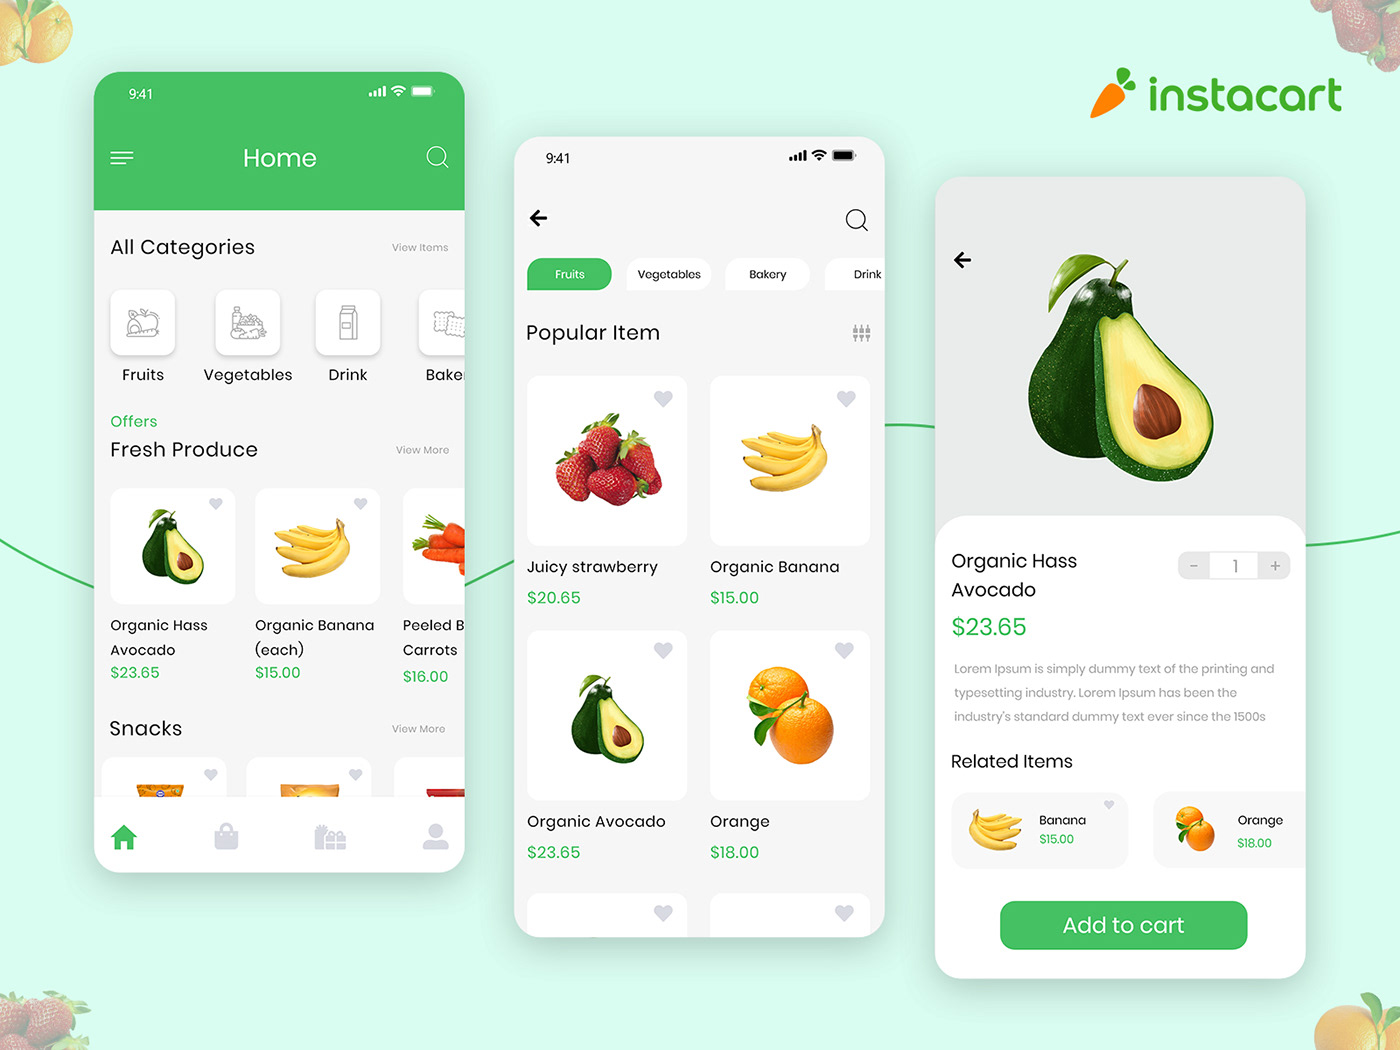 instacart
9:41
Home
All Categories
View Items
Fruits
Vegetables
Drink
Baker
Offers
Fresh Produce
View More
Organic Hass
Avocado
$23.65
Organic Banana
(each)
$15.00
Peeled B
Carrots
$16.00
Snacks
View More
9:41
Fruits
Vegetables
Bakery
Drink
Popular Item
Juicy strawberry
$20.65
Organic Banana
$15.00
Organic Avocado
$23.65
Orange
$18.00
Organic Hass
Avocado
- 1 +
$23.65
Lorem Ipsum is simply dummy text of the printing and
typesetting industry. Lorem Ipsum has been the
industry's standard dummy text ever since the 1500s
Related Items
Banana
$15.00
Orange
$18.00
Add to cart